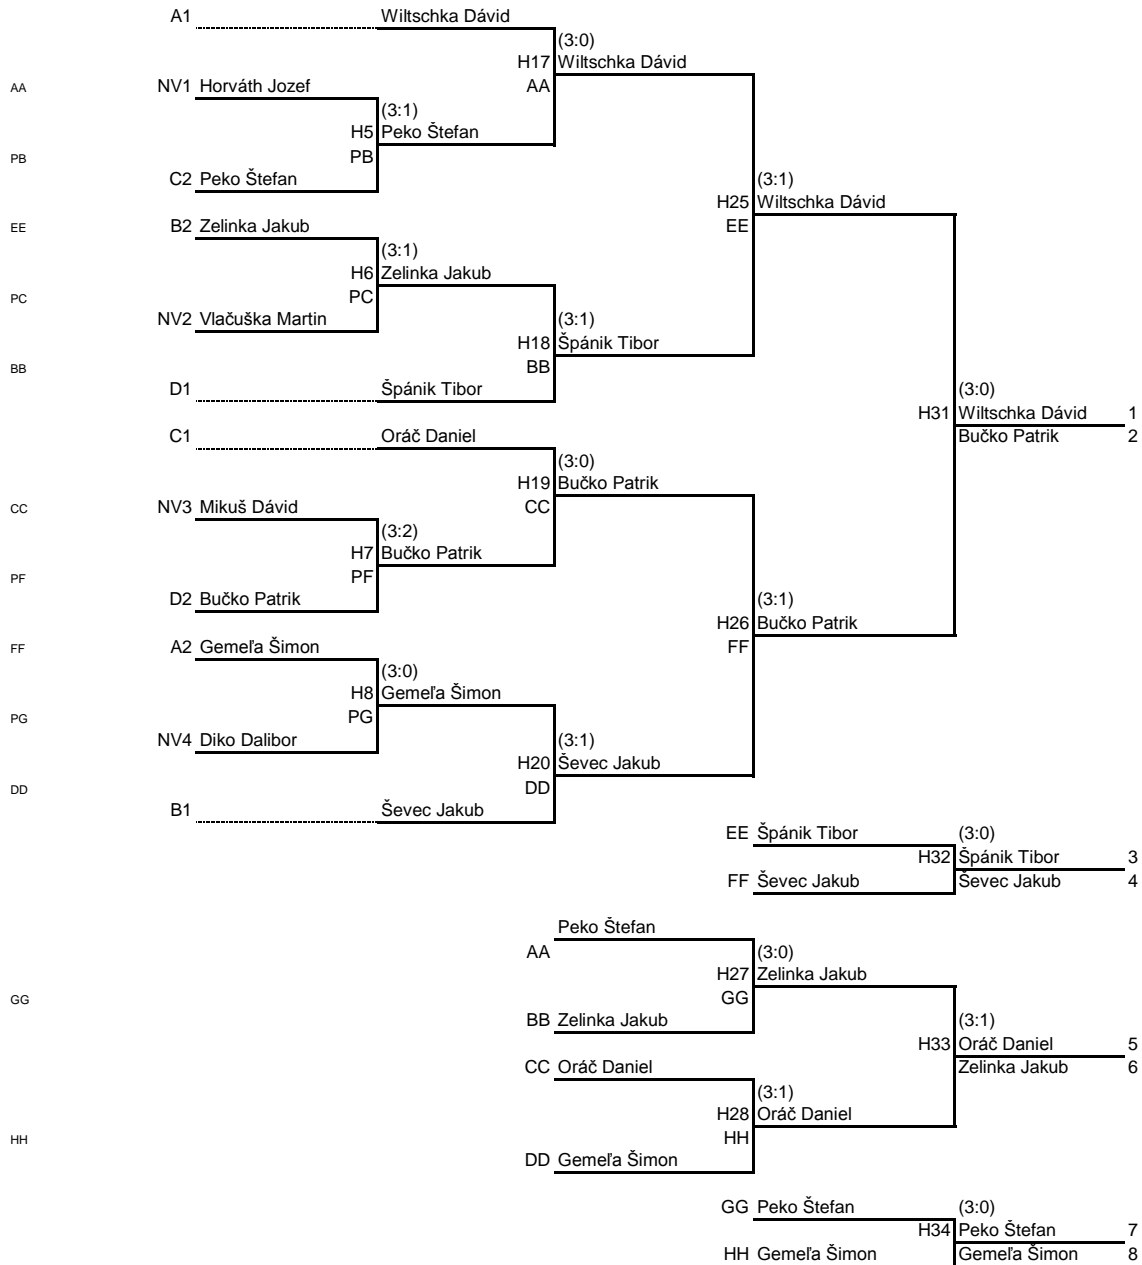 A1 Wiltschka Dávid
(3:0)
H17 Wiltschka Dávid
AA NV1 Horváth Jozef AA
(3:1)
H5 Peko Štefan
PB PB
C2 Peko Štefan (3:1)
H25 Wiltschka Dávid
EE B2 Zelinka Jakub EE
(3:1)
H6 Zelinka Jakub
PC PC
NV2 Vlačuška Martin (3:1)
H18 Špánik Tibor
BB BB
D1 Špánik Tibor (3:0)
H31 Wiltschka Dávid 1
C1 Oráč Daniel Bučko Patrik 2
(3:0)
H19 Bučko Patrik
CC NV3 Mikuš Dávid CC
(3:2)
H7 Bučko Patrik
PF PF
D2 Bučko Patrik (3:1)
H26 Bučko Patrik
FF A2 Gemeľa Šimon FF
(3:0)
H8 Gemeľa Šimon
PG PG
NV4 Diko Dalibor (3:1)
H20 Ševec Jakub
DD DD
B1 Ševec Jakub
EE Špánik Tibor (3:0)
H32 Špánik Tibor 3
FF Ševec Jakub Ševec Jakub 4
Peko Štefan
AA (3:0)
H27 Zelinka Jakub
GG GG
BB Zelinka Jakub (3:1)
H33 Oráč Daniel 5
CC Oráč Daniel Zelinka Jakub 6
(3:1)
H28 Oráč Daniel
HH HH
DD Gemeľa Šimon
GG Peko Štefan (3:0)
H34 Peko Štefan 7
HH Gemeľa Šimon Gemeľa Šimon 8